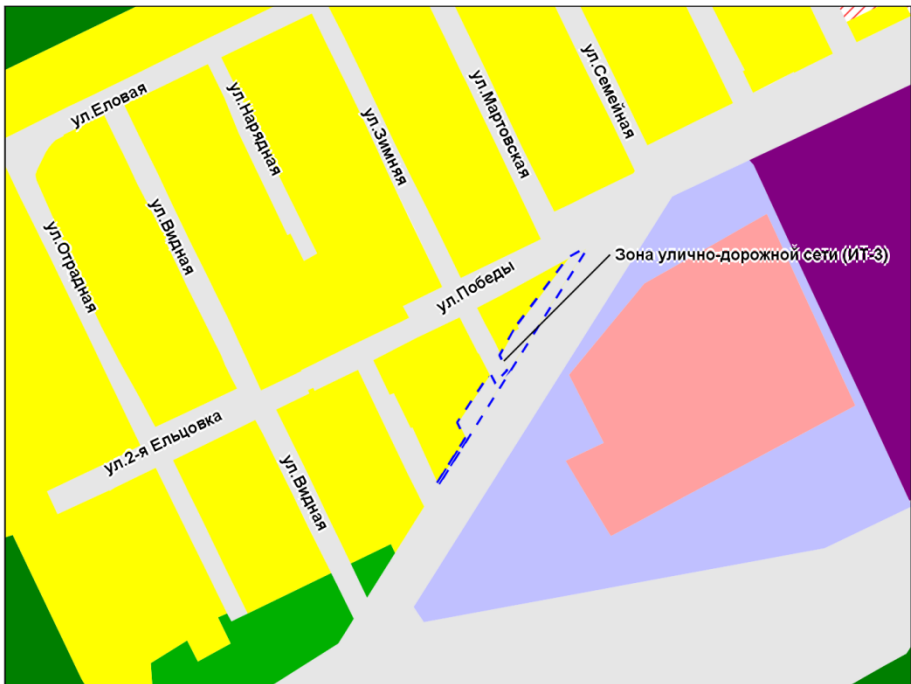 ул.Еловая
ул.Нарядная
ул.Зимняя
ул.Мартовская
ул.Семейная
ул.Отрадная
ул.Видная
ул.Победы
Зона улично-дорожной сети (ИТ-3)
ул.2-я Ельцовка
ул.Видная